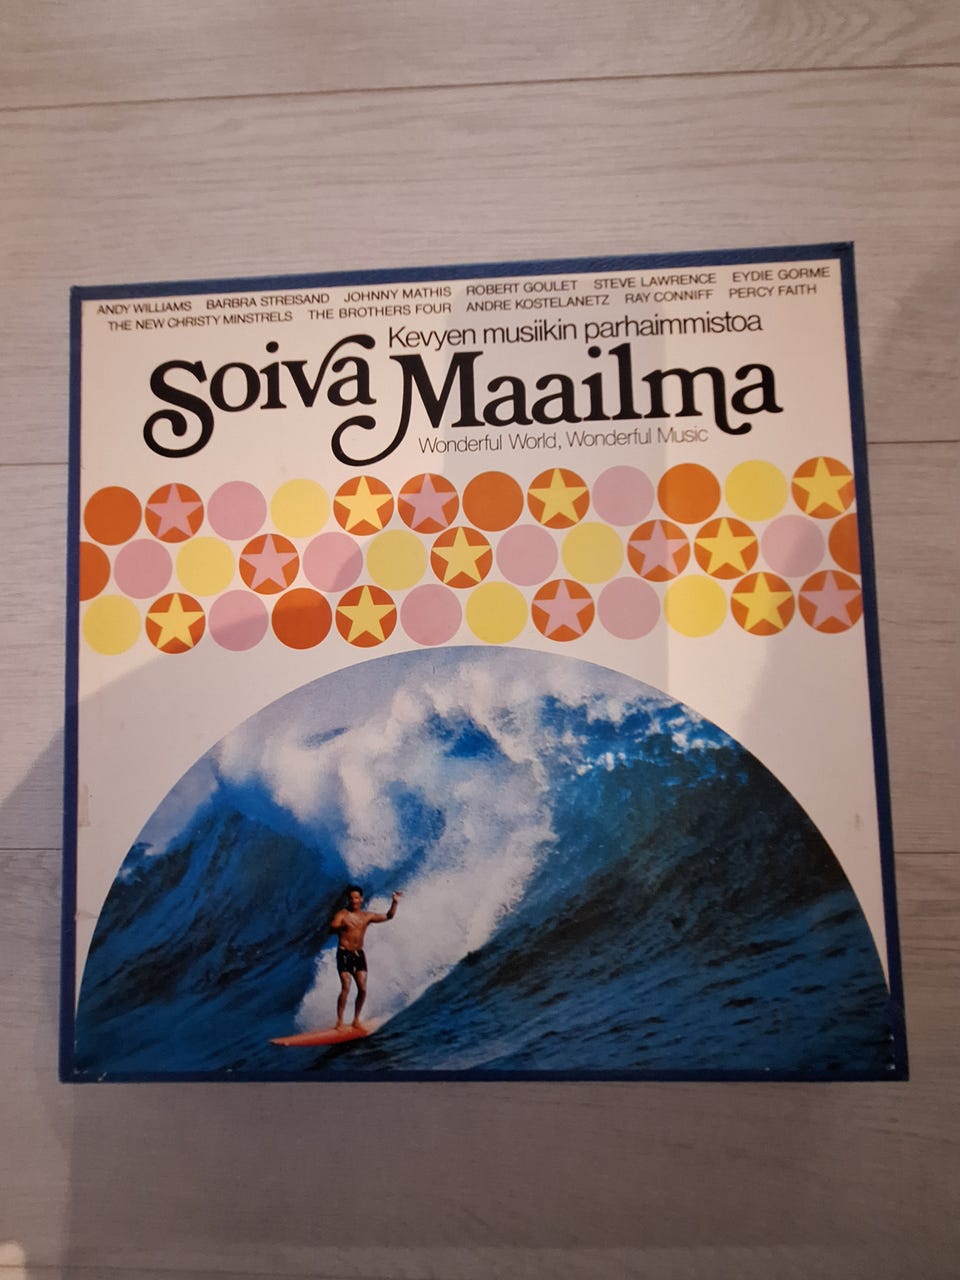 ANDY WILLIAMS BARBRA STREISAND JOHNNY MATHIS ROBERT GOULET STEVE LAWRENCE EYDIE GORME
THE NEW CHRISTY MINSTRELS THE BROTHERS FOUR ANDRE KOSTELANETZ RAY CONNIFF PERCY FAITH
Kevyen musiikin parhaimmistoa
Soiva Maailma
Wonderful World, Wonderful Music